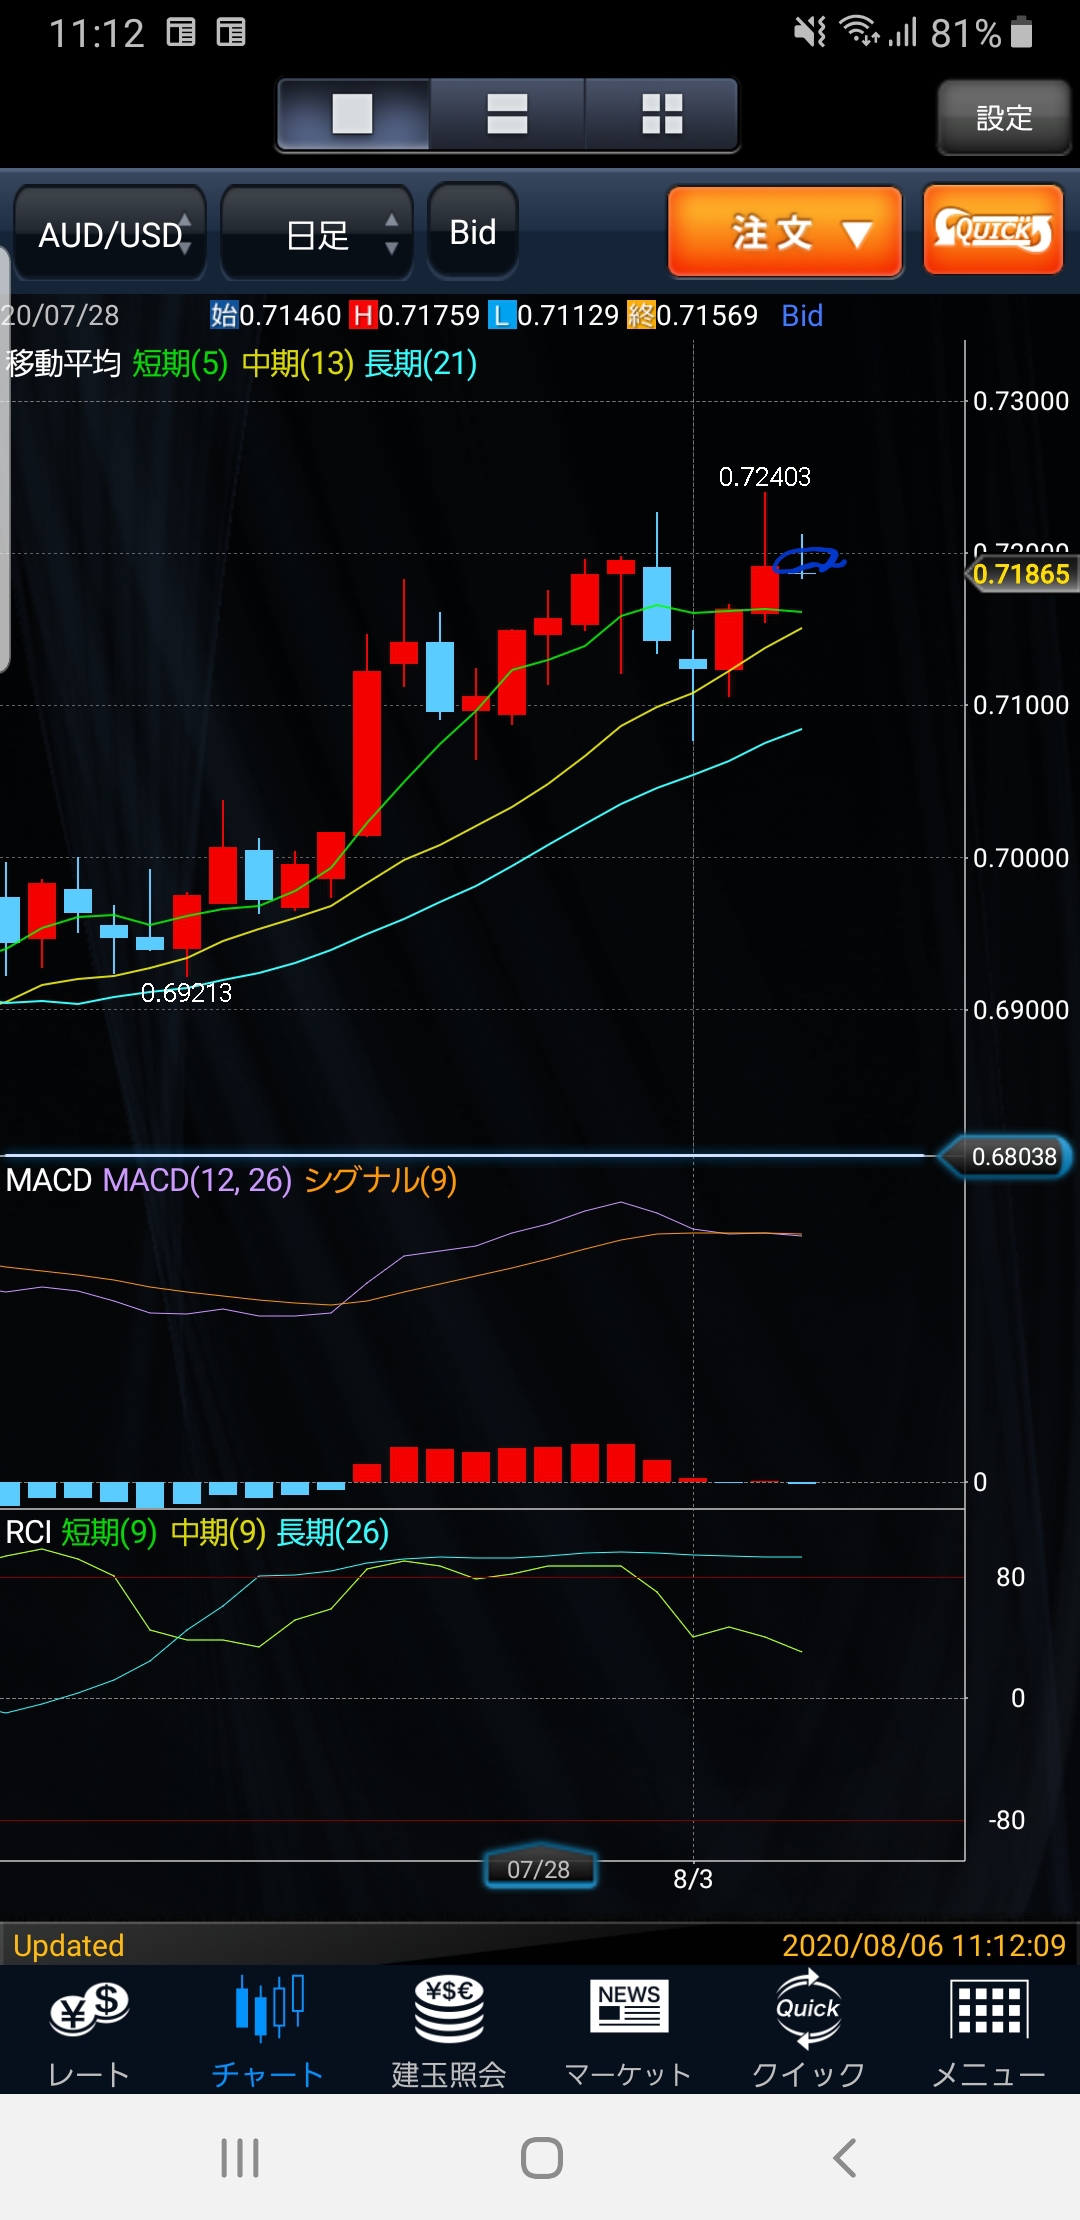 11:12 81%
設定
AUD/USD 日足 Bid 注文 ▼ QUICK
20/07/28 始0.71460 H0.71759 L0.71129 終0.71569 Bid
移動平均 短期(5) 中期(13) 長期(21)
0.73000
0.72403
0.72000
0.71865
0.71000
0.70000
0.69213
0.69000
0.68038
MACD MACD(12, 26) シグナル(9)
0
RCI 短期(9) 中期(9) 長期(26)
80
0
-80
07/28 8/3
Updated 2020/08/06 11:12:09
¥$ ¥$€ NEWS Quick
レート チャート 建玉照会 マーケット クイック メニュー